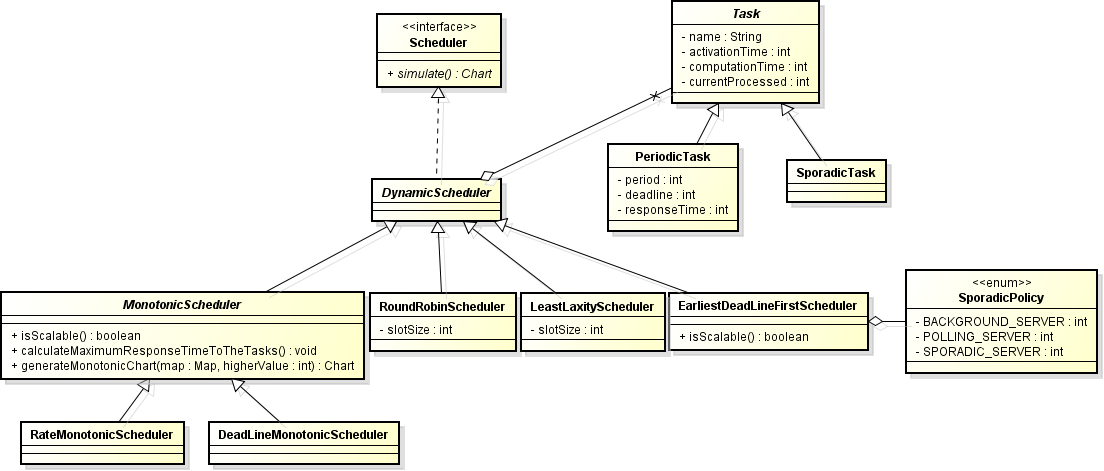 <<interface>>
Scheduler
+ simulate() : Chart
Task
- name : String
- activationTime : int
- computationTime : int
- currentProcessed : int
PeriodicTask
- period : int
- deadline : int
- responseTime : int
SporadicTask
DynamicScheduler
MonotonicScheduler
+ isScalable() : boolean
+ calculateMaximumResponseTimeToTheTasks() : void
+ generateMonotonicChart(map : Map, higherValue : int) : Chart
RoundRobinScheduler
- slotSize : int
LeastLaxityScheduler
- slotSize : int
EarliestDeadLineFirstScheduler
+ isScalable() : boolean
<<enum>>
SporadicPolicy
- BACKGROUND_SERVER : int
- POLLING_SERVER : int
- SPORADIC_SERVER : int
RateMonotonicScheduler
DeadLineMonotonicScheduler